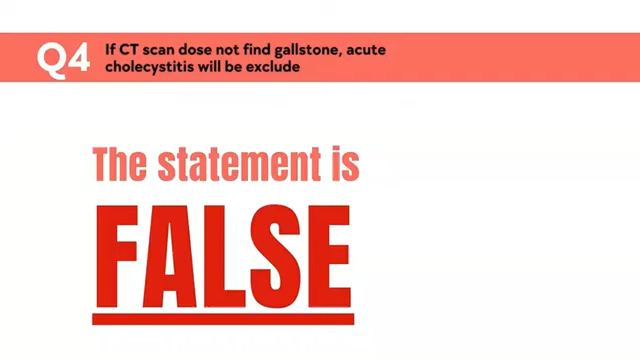 Q4
If CT scan dose not find gallstone, acute
cholecystitis will be exclude
The statement is
FALSE